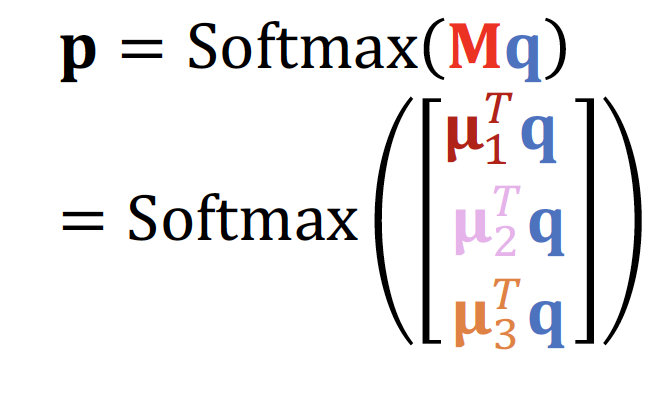 𝐩 = Softmax(𝐌𝐪)
= Softmax([𝛍₁ᵀ𝐪
𝛍₂ᵀ𝐪
𝛍₃ᵀ𝐪])